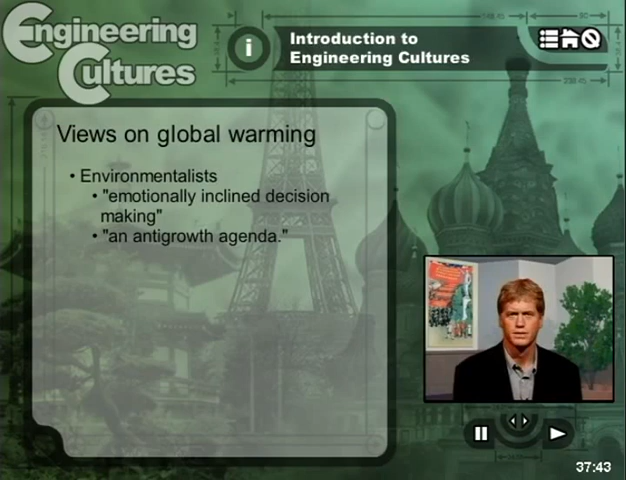 Engineering
Cultures
i
Introduction to
Engineering Cultures
Views on global warming
• Environmentalists
• "emotionally inclined decision
making"
• "an antigrowth agenda."
37:43